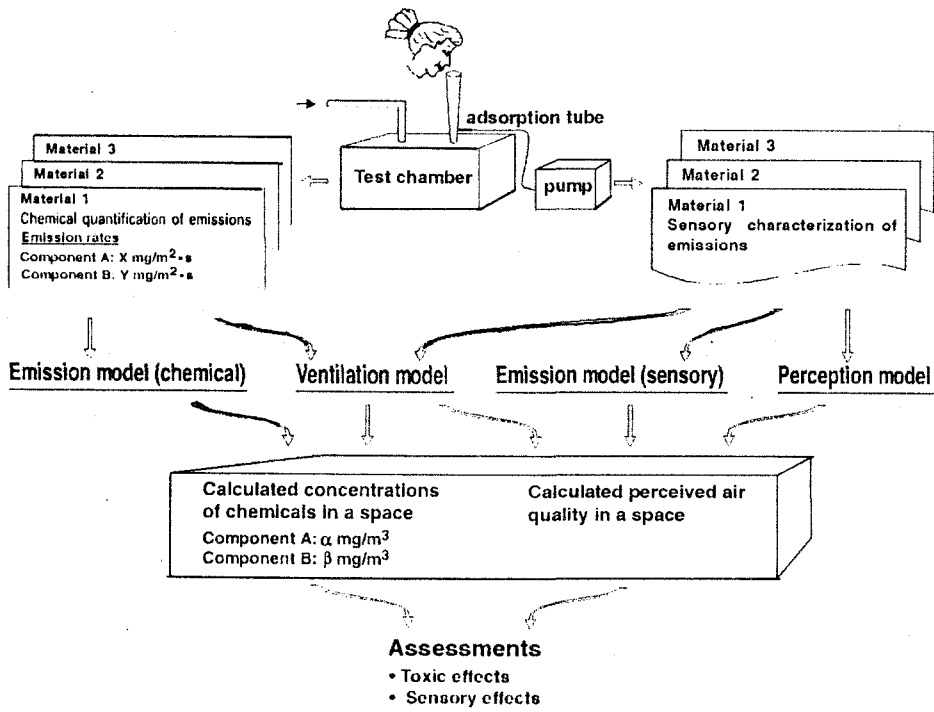 adsorption tube
Test chamber
pump
Material 3
Material 2
Material 1
Chemical quantification of emissions
Emission rates
Component A: X mg/m²•s
Component B: Y mg/m²•s
Material 3
Material 2
Material 1
Sensory characterization of
emissions
Emission model (chemical)
Ventilation model
Emission model (sensory)
Perception model
Calculated concentrations
of chemicals in a space
Component A: α mg/m³
Component B: β mg/m³
Calculated perceived air
quality in a space
Assessments
• Toxic effects
• Sensory effects